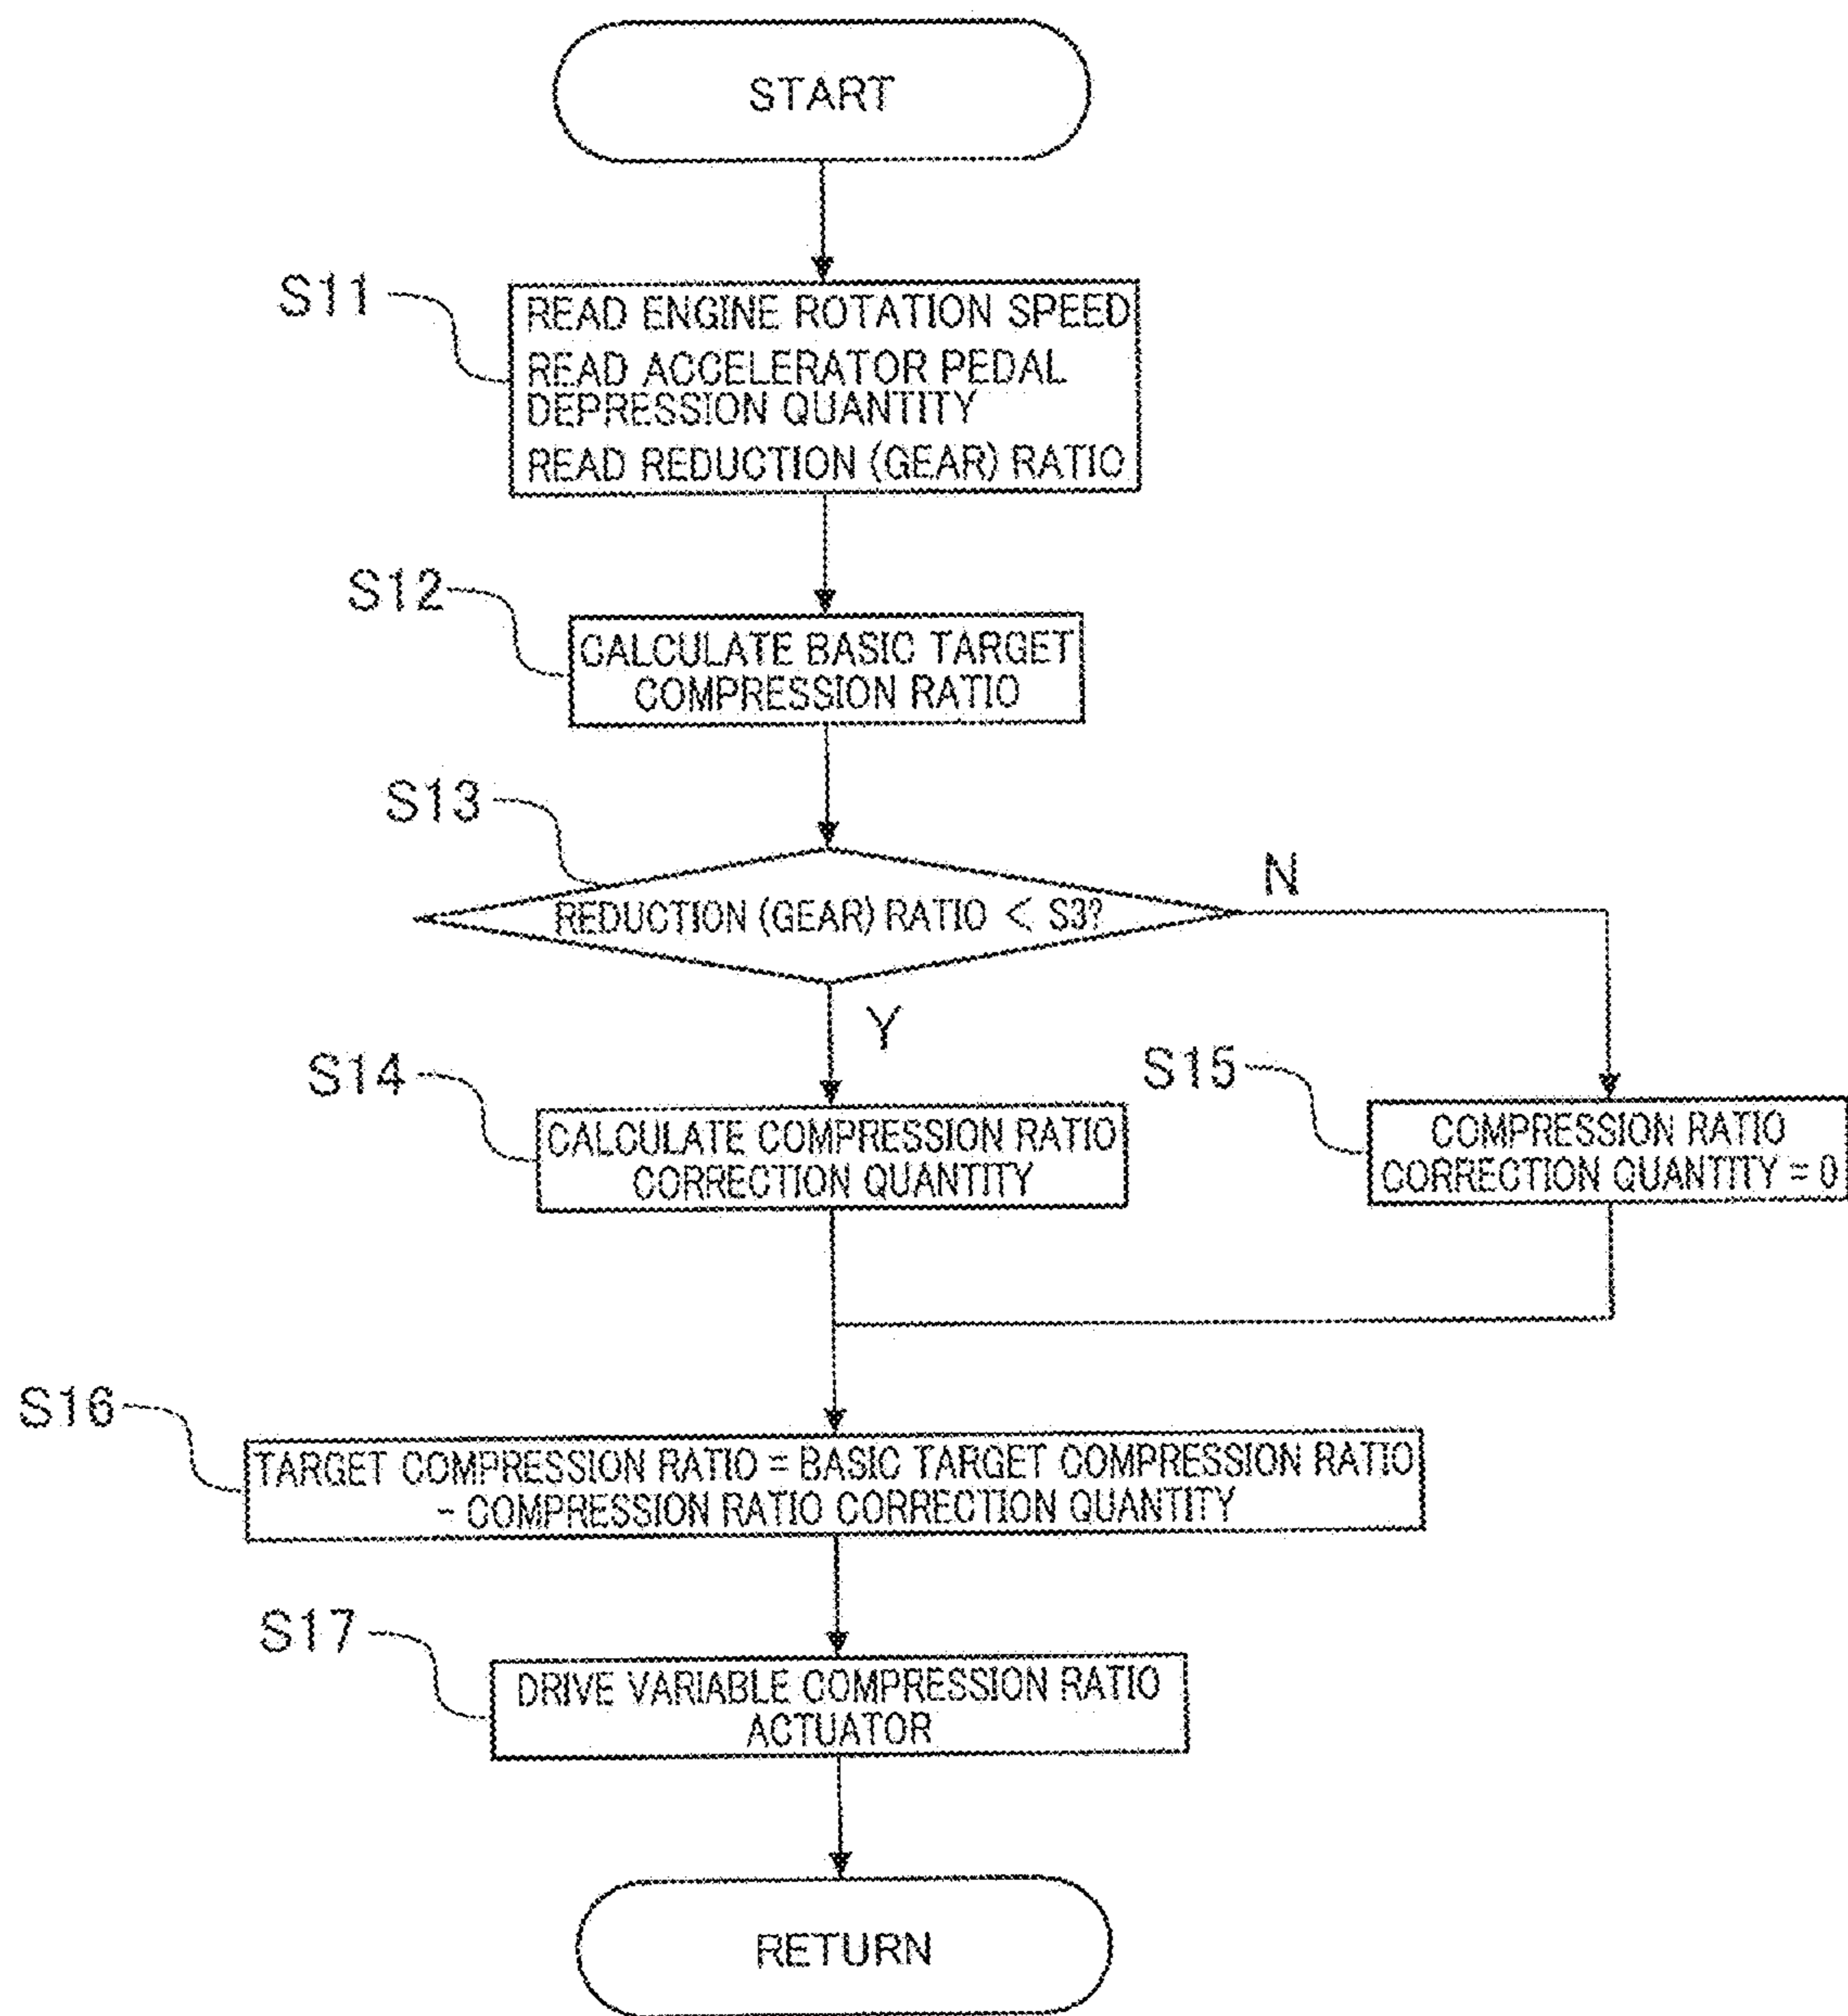 START
S11
READ ENGINE ROTATION SPEED
READ ACCELERATOR PEDAL
DEPRESSION QUANTITY
READ REDUCTION (GEAR) RATIO
S12
CALCULATE BASIC TARGET
COMPRESSION RATIO
S13
REDUCTION (GEAR) RATIO < S3?
N
Y
S14
CALCULATE COMPRESSION RATIO
CORRECTION QUANTITY
S15
COMPRESSION RATIO
CORRECTION QUANTITY = 0
S16
TARGET COMPRESSION RATIO = BASIC TARGET COMPRESSION RATIO
- COMPRESSION RATIO CORRECTION QUANTITY
S17
DRIVE VARIABLE COMPRESSION RATIO
ACTUATOR
RETURN